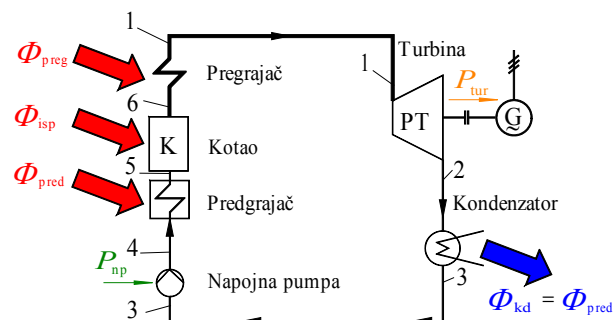 1
Turbina
Φpreg
Pregrajač
1
Ptur
6
Φisp
K
Kotao
PT
G
~
5
2
Φpred
Predgrajač
Kondenzator
4
Pnp
Napojna pumpa
3
3
Φkd = Φpred